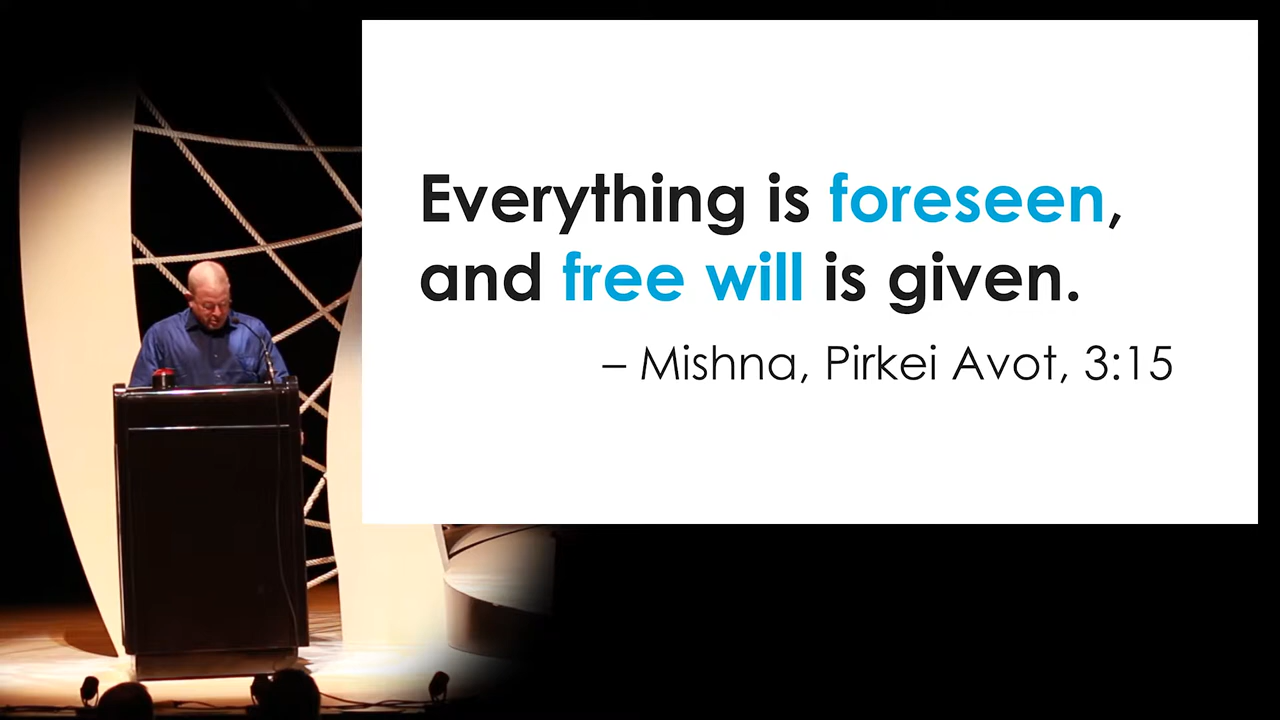 Everything is foreseen,
and free will is given.
– Mishna, Pirkei Avot, 3:15